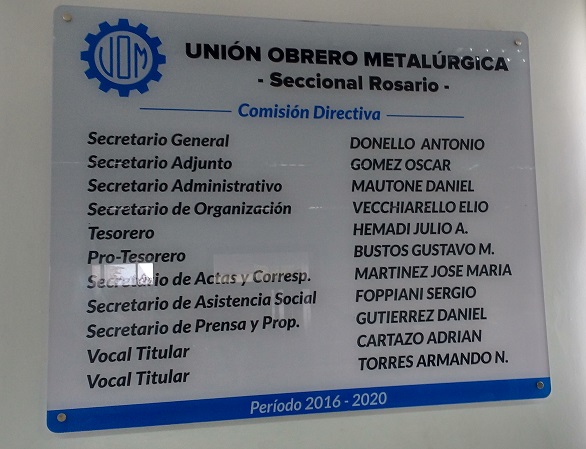 UOM
UNIÓN OBRERO METALÚRGICA
- Seccional Rosario -
Comisión Directiva
Secretario General DONELLO ANTONIO
Secretario Adjunto GOMEZ OSCAR
Secretario Administrativo MAUTONE DANIEL
Secretario de Organización VECCHIARELLO ELIO
Tesorero HEMADI JULIO A.
Pro-Tesorero BUSTOS GUSTAVO M.
Secretario de Actas y Corresp. MARTINEZ JOSE MARIA
Secretario de Asistencia Social FOPPIANI SERGIO
Secretario de Prensa y Prop. GUTIERREZ DANIEL
Vocal Titular CARTAZO ADRIAN
Vocal Titular TORRES ARMANDO N.
Período 2016 - 2020